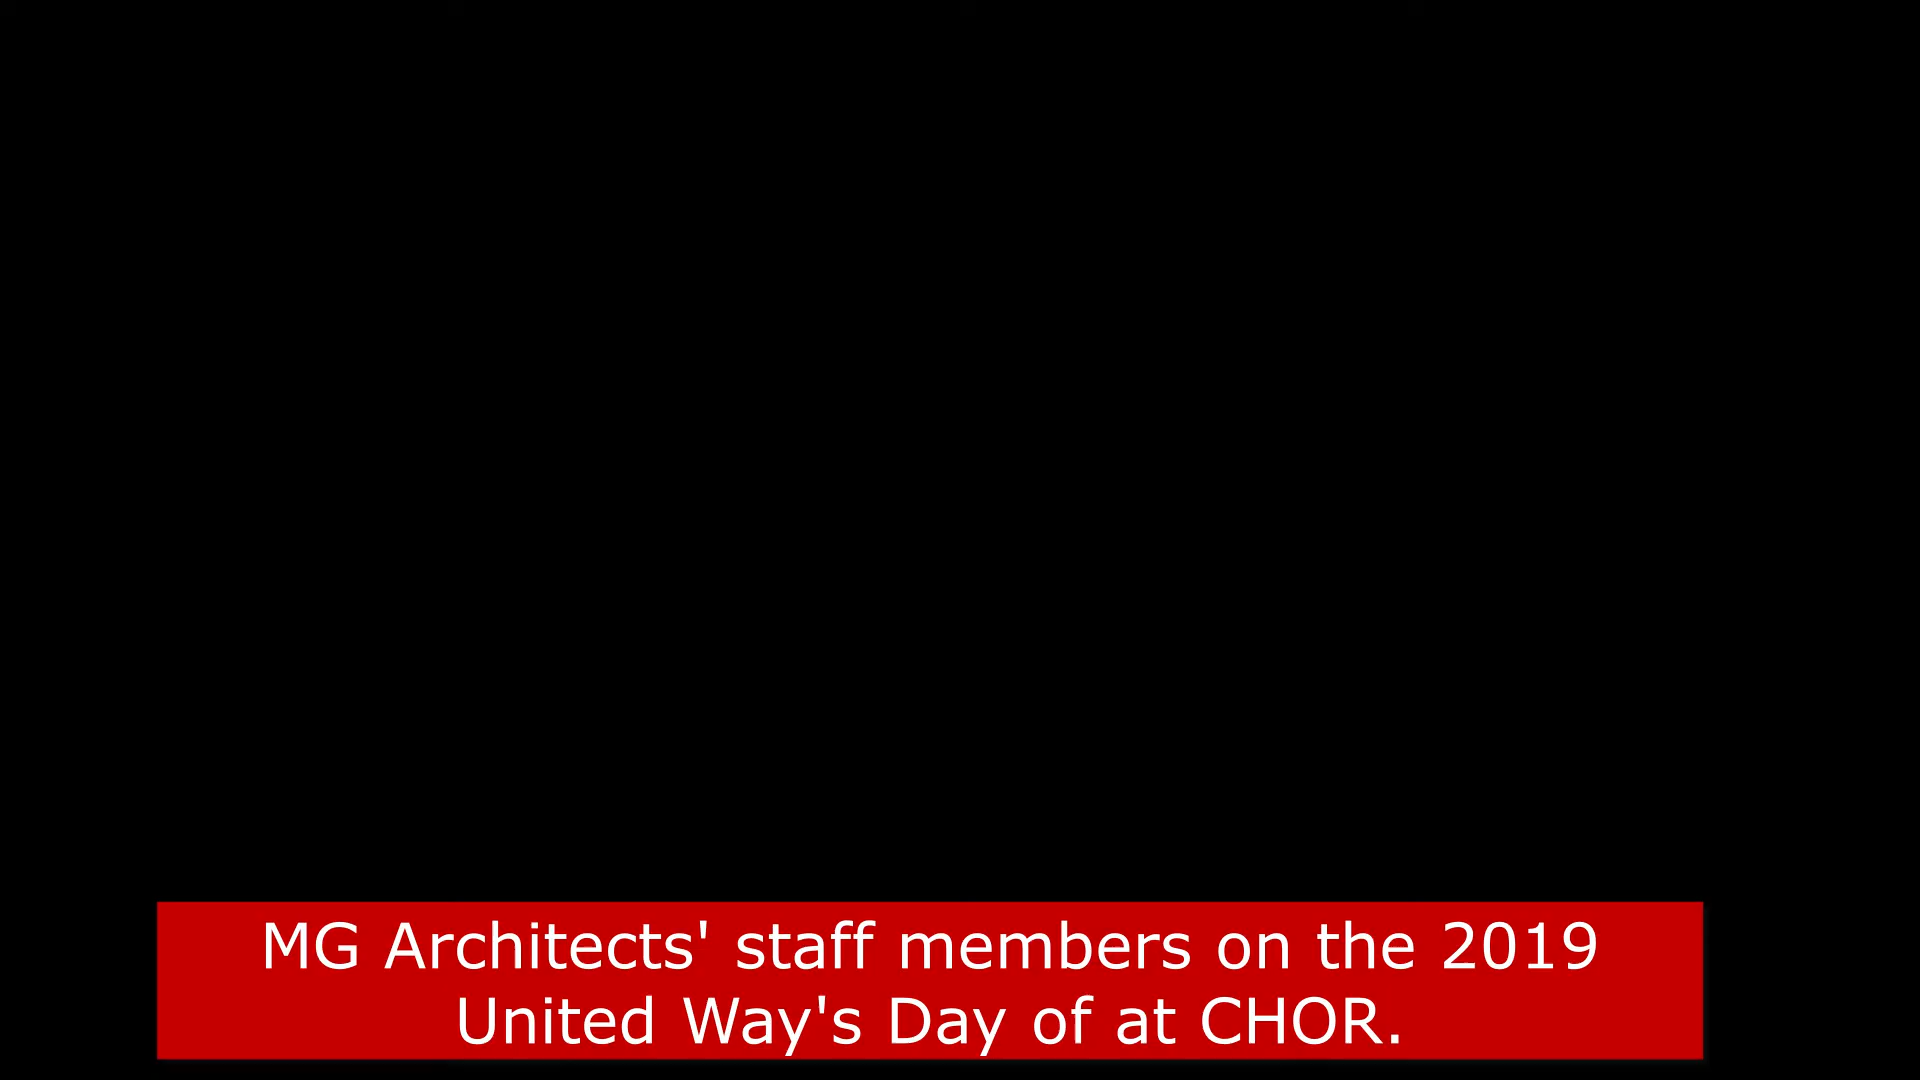 MG Architects' staff members on the 2019
United Way's Day of at CHOR.